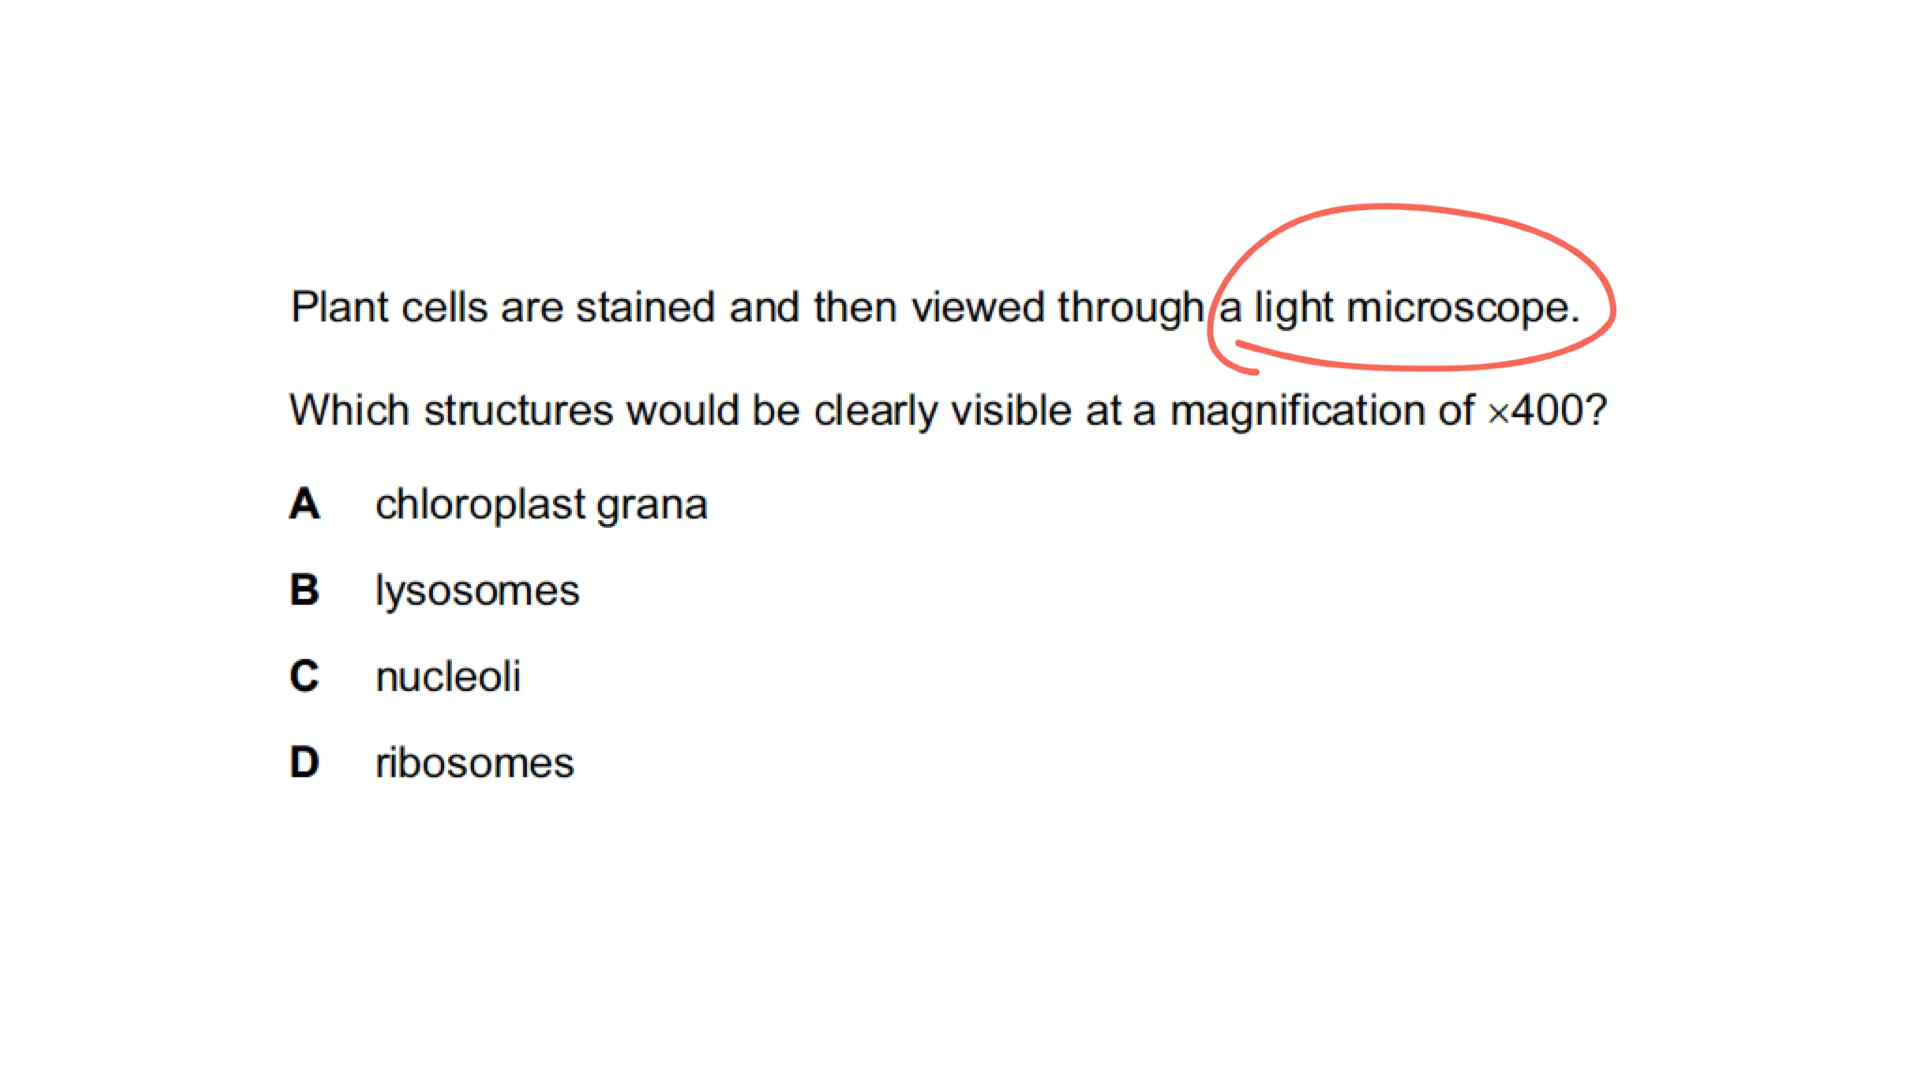 Plant cells are stained and then viewed through a light microscope.
Which structures would be clearly visible at a magnification of ×400?
A chloroplast grana
B lysosomes
C nucleoli
D ribosomes